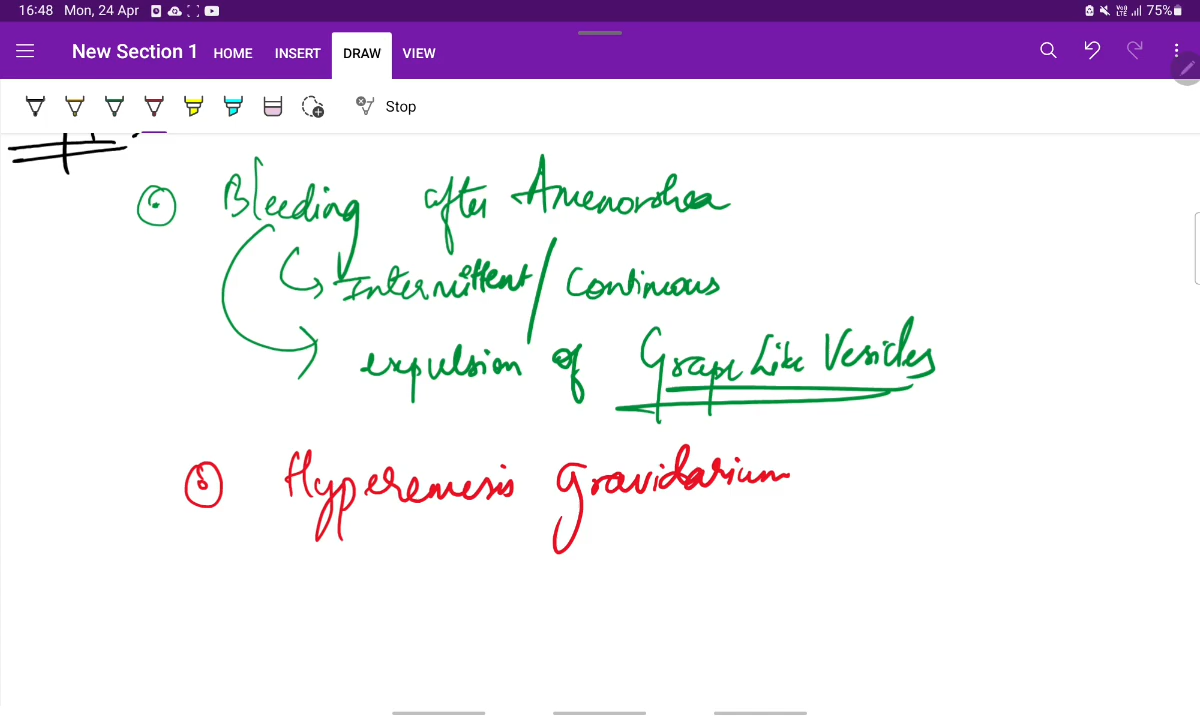 16:48 Mon, 24 Apr 75%
New Section 1 HOME INSERT DRAW VIEW
Stop
Bleeding after Amenorrhea
Intermittent / Continuous
expulsion of Grape Like Vesicles
Hyperemesis Gravidarium